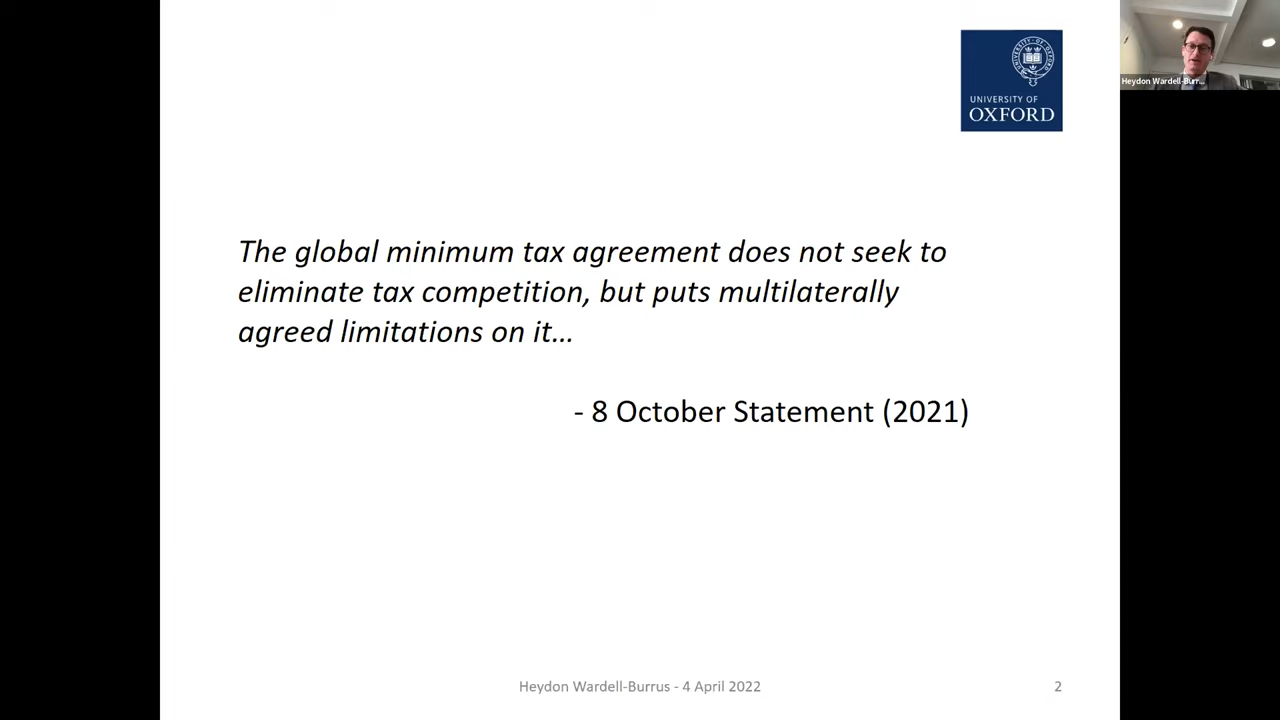 UNIVERSITY OF
OXFORD
Heydon Wardell-Burr...
The global minimum tax agreement does not seek to
eliminate tax competition, but puts multilaterally
agreed limitations on it…
- 8 October Statement (2021)
Heydon Wardell-Burrus - 4 April 2022
2